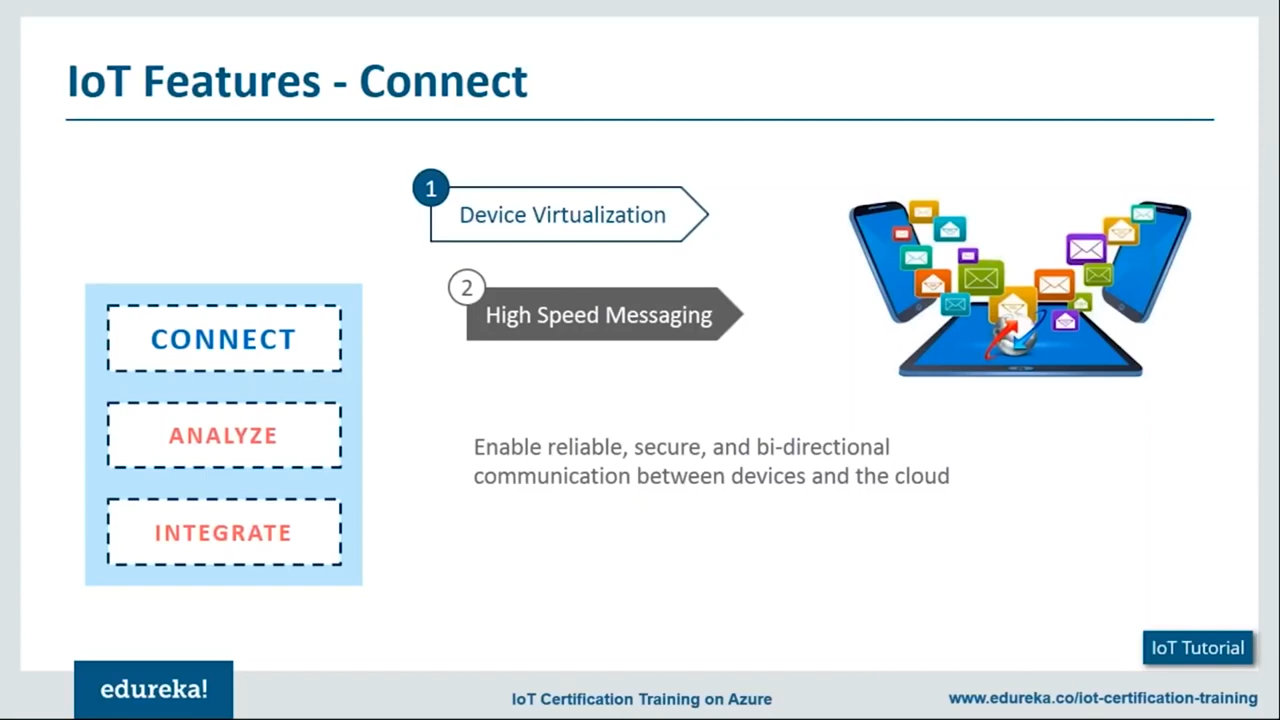 IoT Features - Connect
1
Device Virtualization
2
High Speed Messaging
CONNECT
ANALYZE
INTEGRATE
Enable reliable, secure, and bi-directional
communication between devices and the cloud
IoT Tutorial
edureka!
IoT Certification Training on Azure
www.edureka.co/iot-certification-training